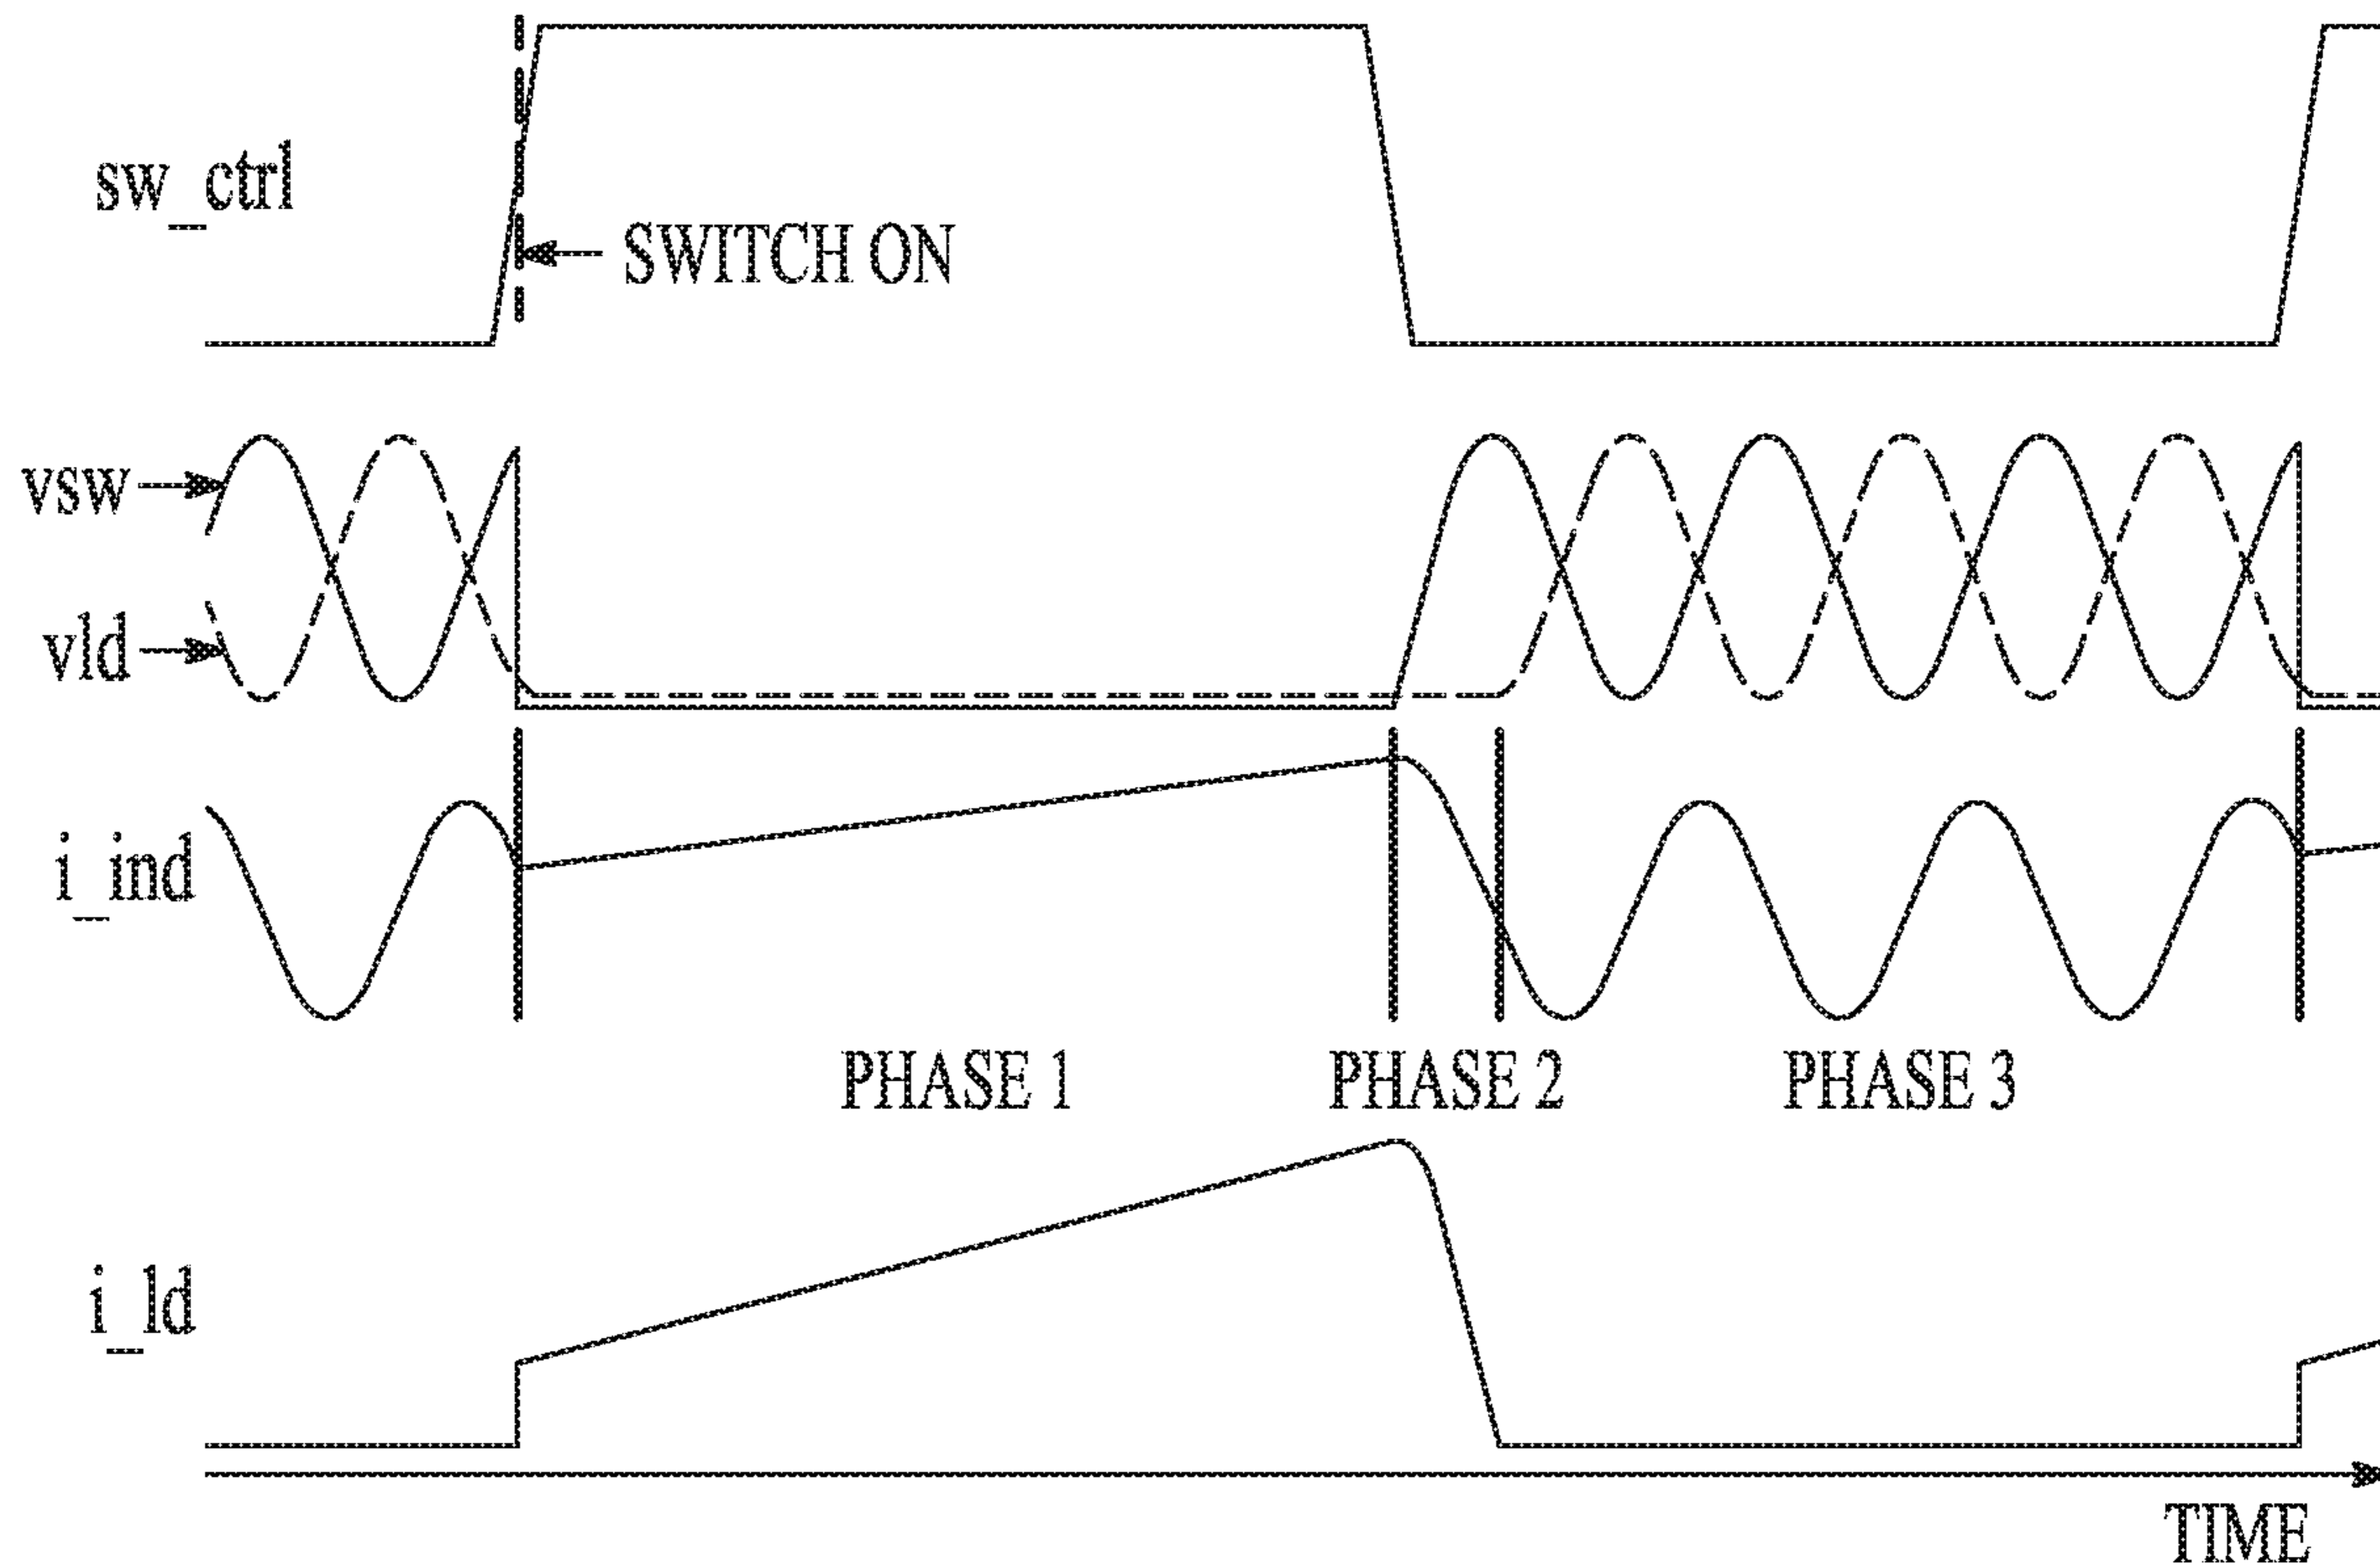 sw_ctrl
SWITCH ON
vsw
vld
i_ind
PHASE 1 PHASE 2 PHASE 3
i_ld
TIME